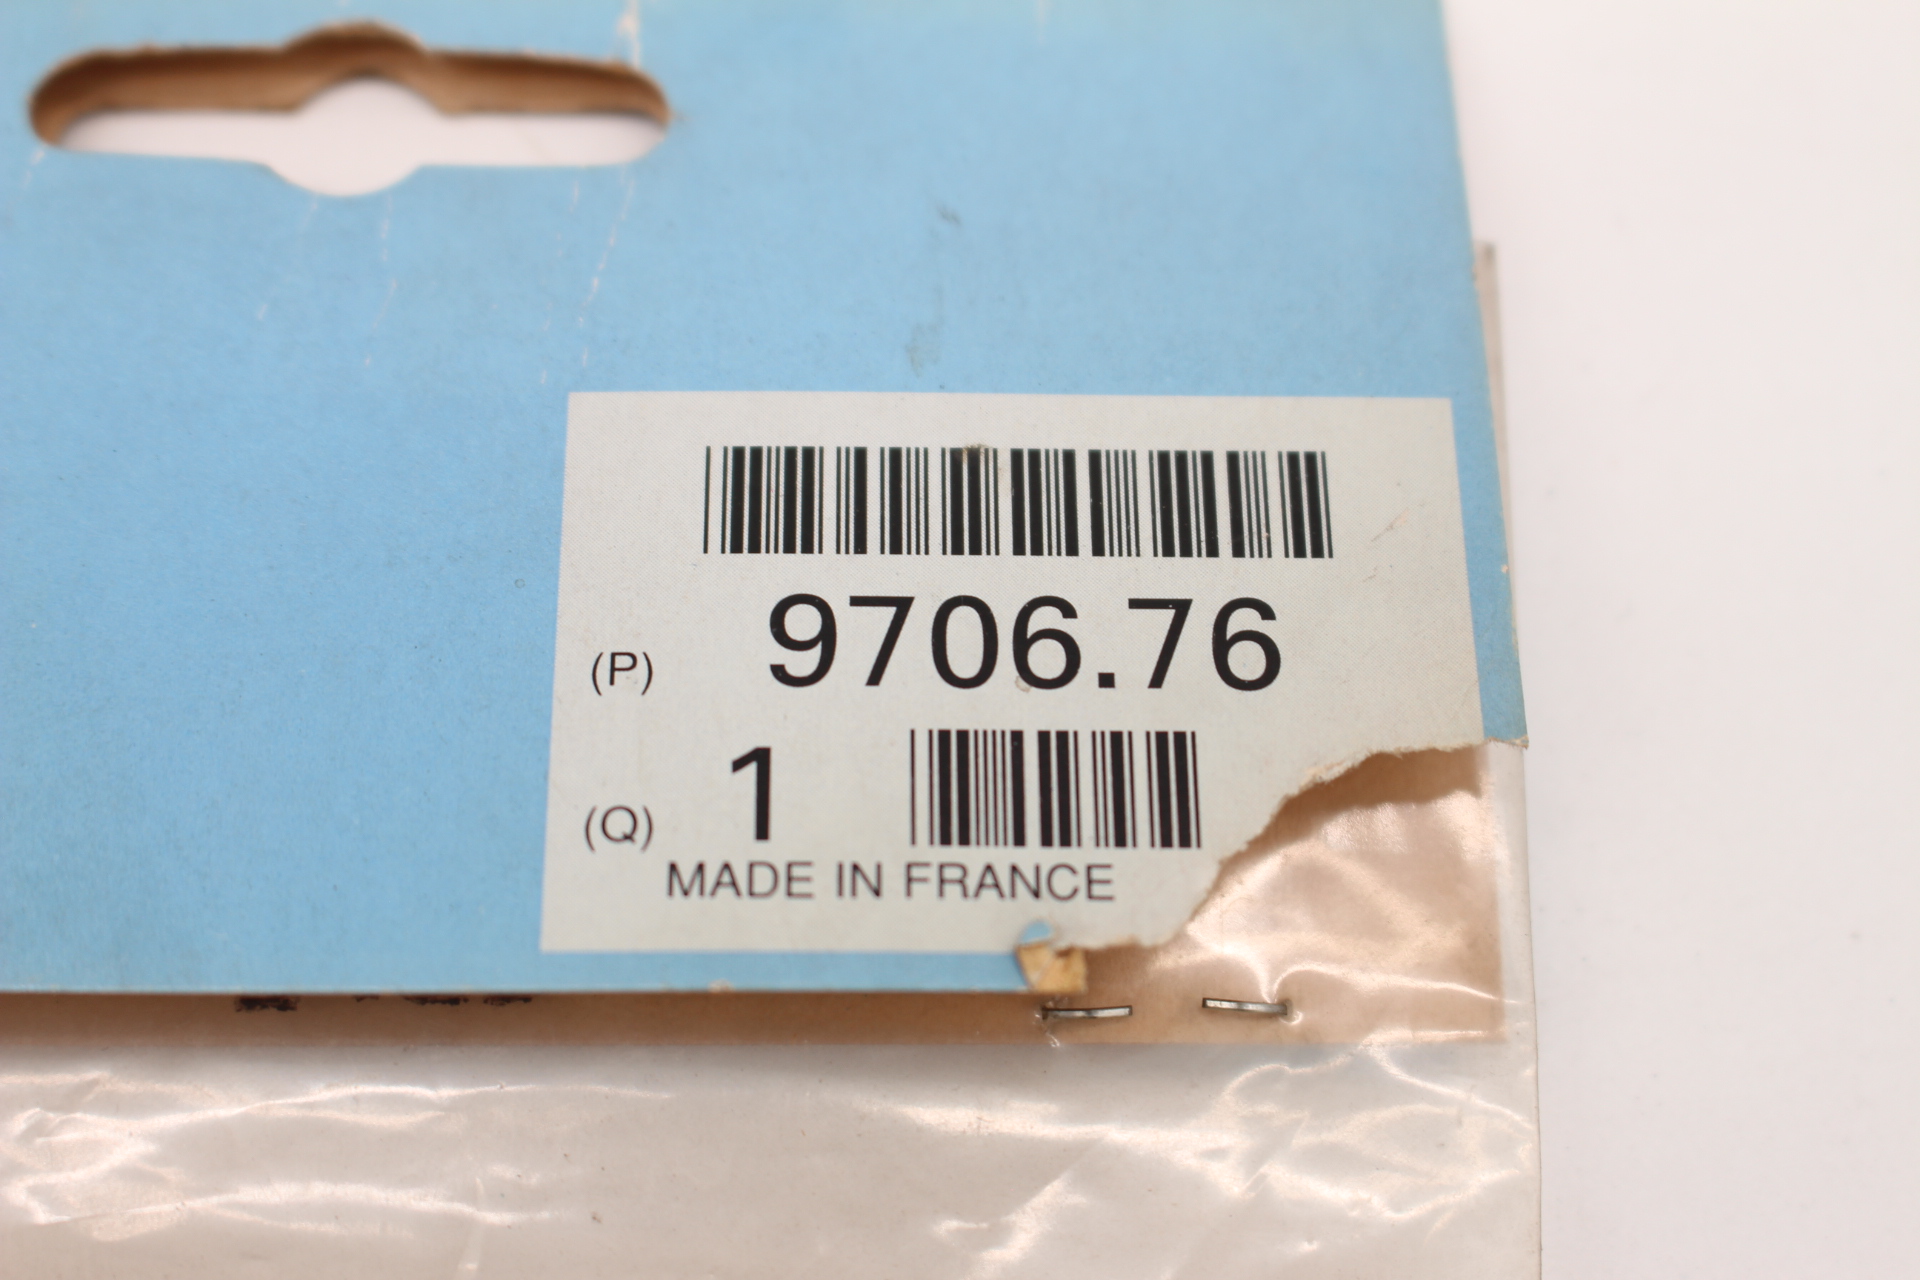 (P) 9706.76
(Q) 1
MADE IN FRANCE